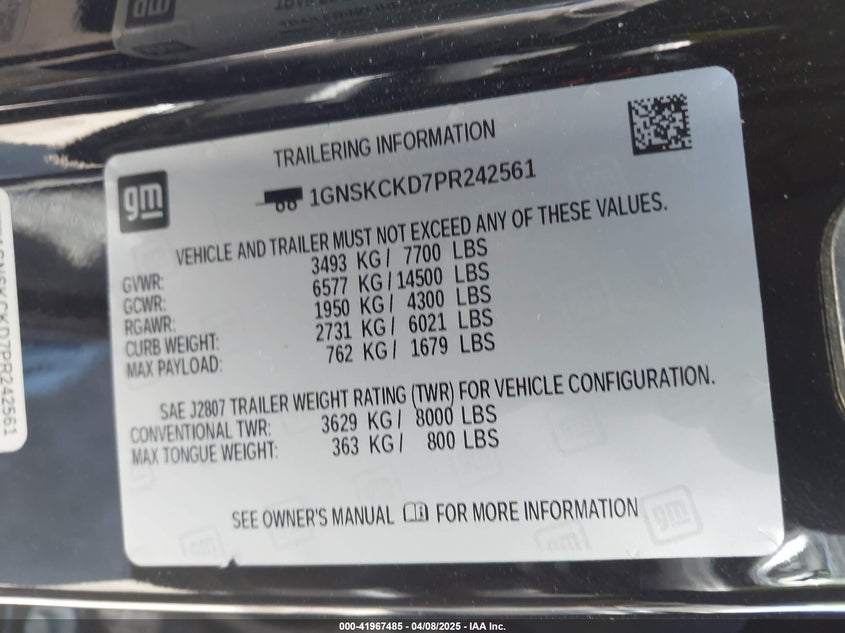 TRAILERING INFORMATION
gm
1GNSKCKD7PR242561
VEHICLE AND TRAILER MUST NOT EXCEED ANY OF THESE VALUES.
GVWR: 3493 KG / 7700 LBS
GCWR: 6577 KG / 14500 LBS
RGAWR: 1950 KG / 4300 LBS
CURB WEIGHT: 2731 KG / 6021 LBS
MAX PAYLOAD: 762 KG / 1679 LBS
SAE J2807 TRAILER WEIGHT RATING (TWR) FOR VEHICLE CONFIGURATION.
CONVENTIONAL TWR: 3629 KG / 8000 LBS
MAX TONGUE WEIGHT: 363 KG / 800 LBS
SEE OWNER'S MANUAL FOR MORE INFORMATION
gm
1GNSKCKD7PR242561
000-41967485 - 04/08/2025 - IAA Inc.